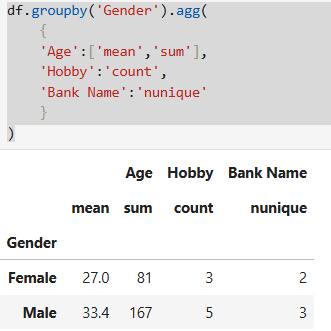 df.groupby('Gender').agg(
{
'Age':['mean','sum'],
'Hobby':'count',
'Bank Name':'nunique'
}
)
Age Hobby Bank Name
mean sum count nunique
Gender
Female 27.0 81 3 2
Male 33.4 167 5 3